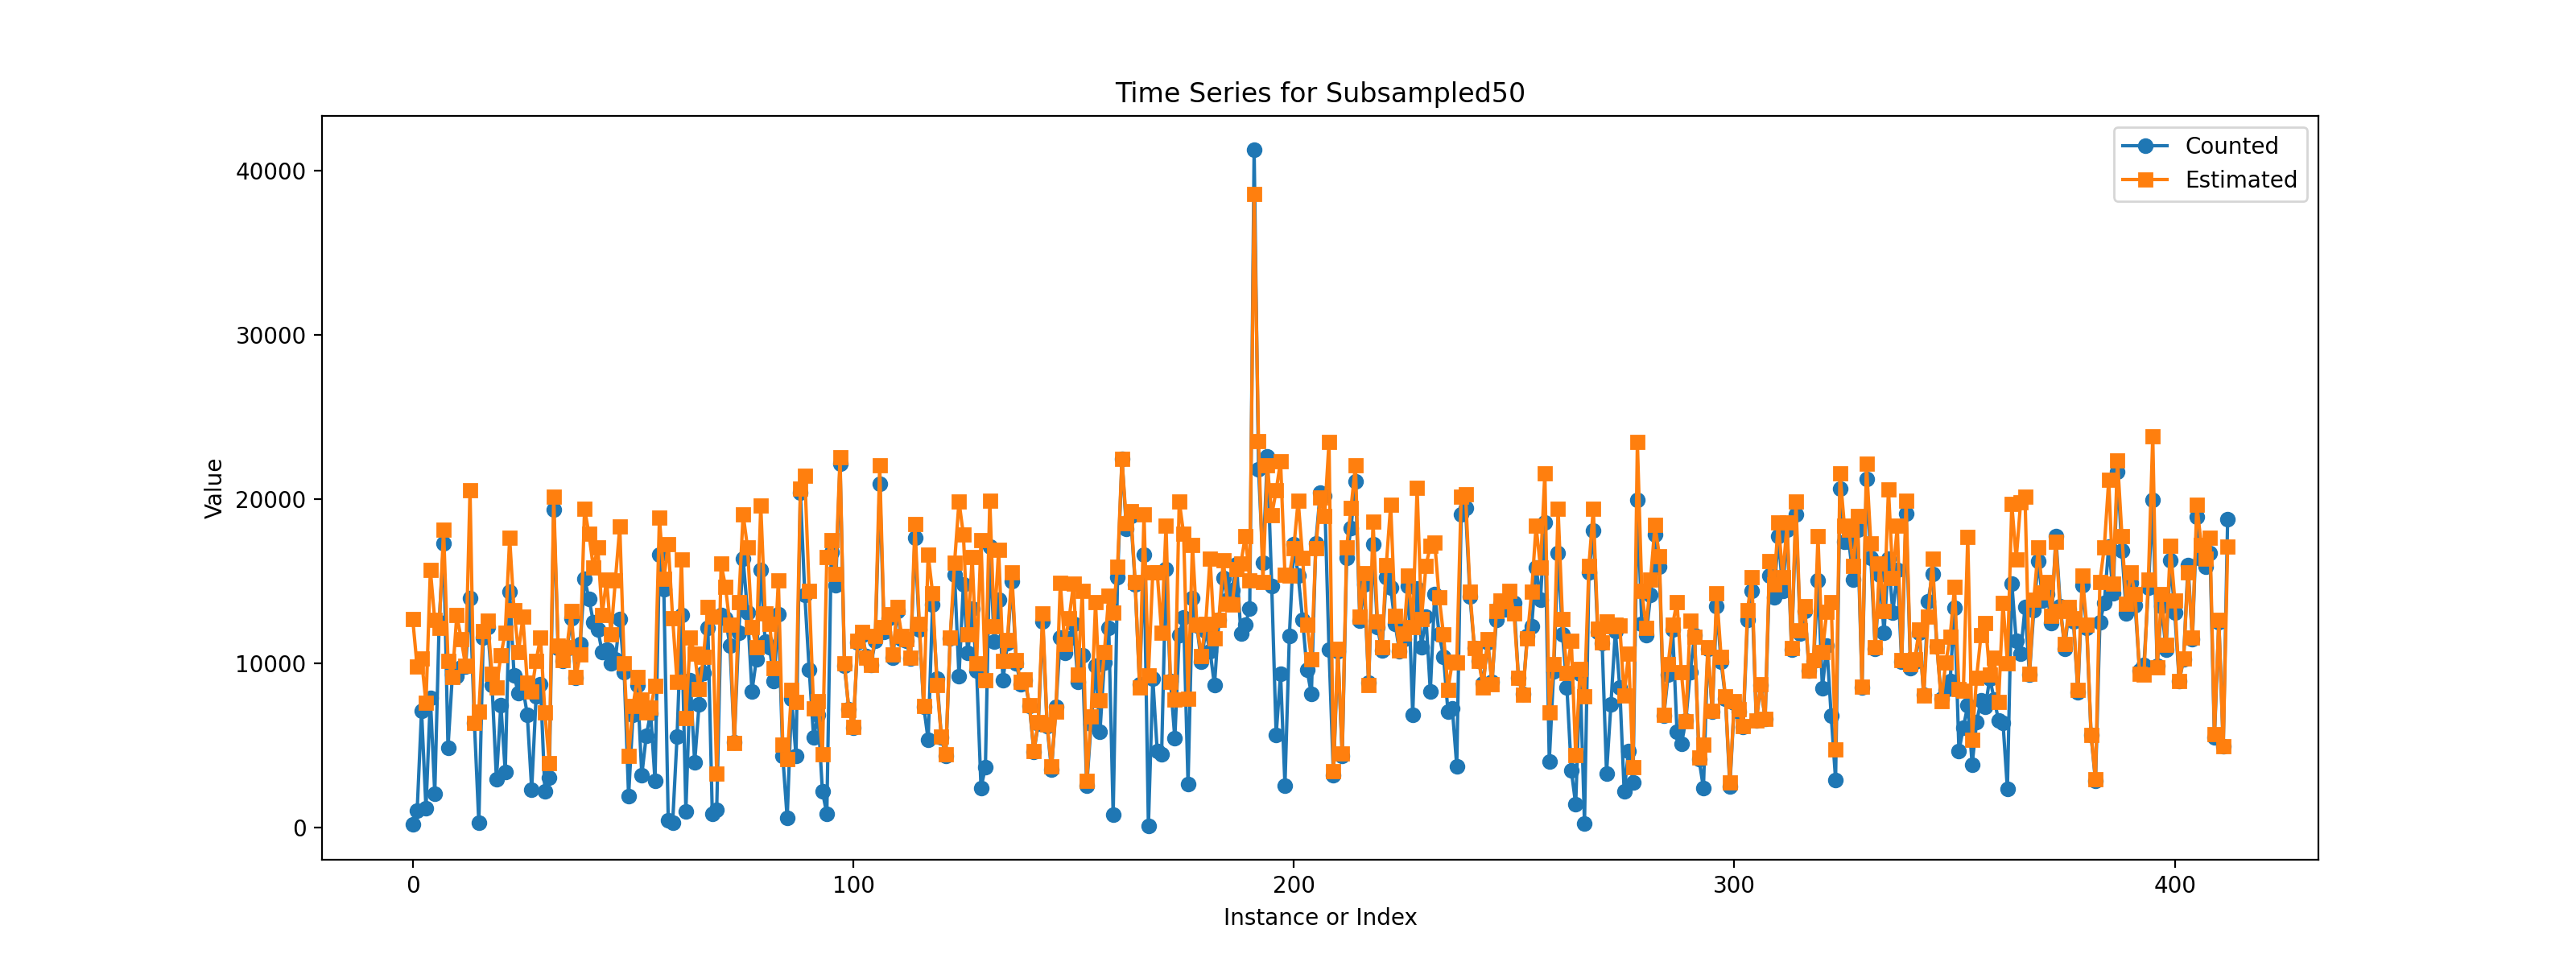 Time Series for Subsampled50
Counted
Estimated
40000
30000
20000
10000
0
Value
0 100 200 300 400
Instance or Index